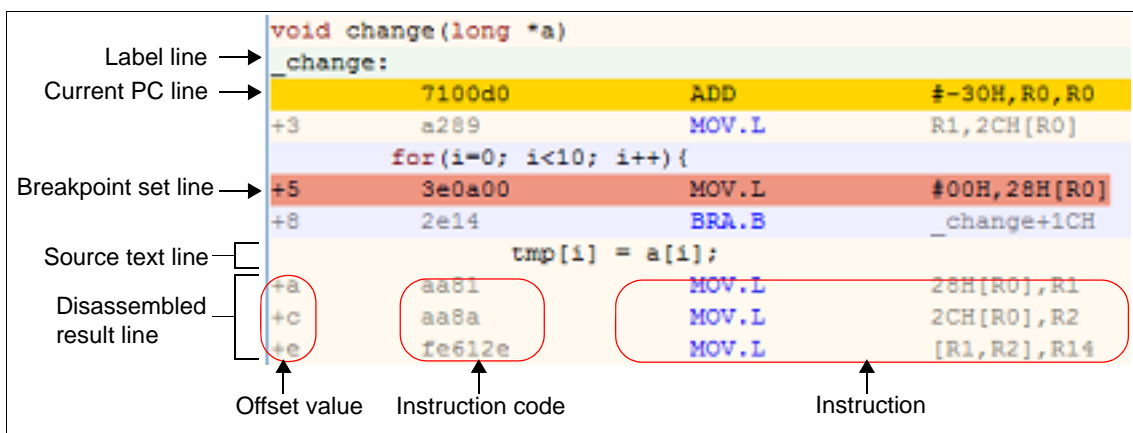 void change(long *a)
Label line _change:
Current PC line 7100d0 ADD #-30H,R0,R0
+3 a289 MOV.L R1,2CH[R0]
for(i=0; i<10; i++){
Breakpoint set line +5 3e0a00 MOV.L #00H,28H[R0]
+8 2e14 BRA.B _change+1CH
Source text line tmp[i] = a[i];
+a aa81 MOV.L 28H[R0],R1
Disassembled result line +c aa8a MOV.L 2CH[R0],R2
+e fe612e MOV.L [R1,R2],R14
Offset value Instruction code Instruction